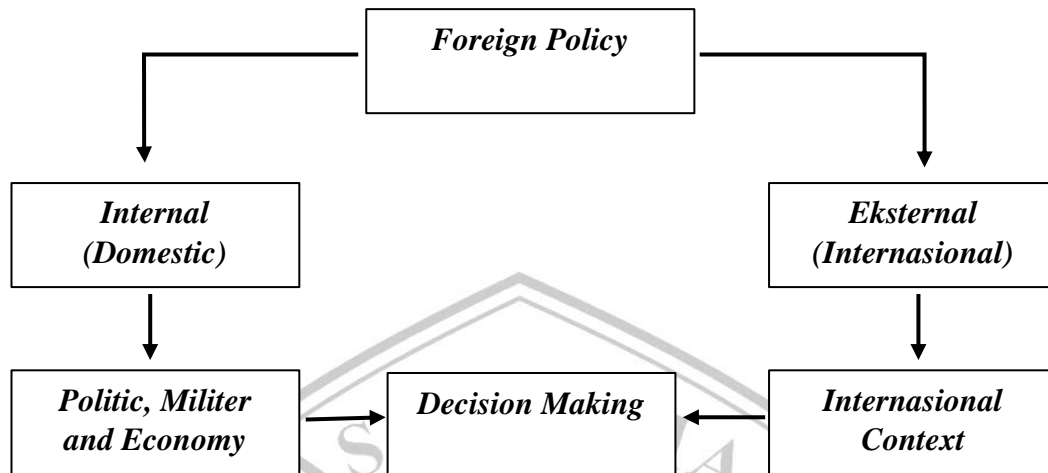 Foreign Policy
Internal
(Domestic)
Eksternal
(Internasional)
Politic, Militer
and Economy
Decision Making
Internasional
Context